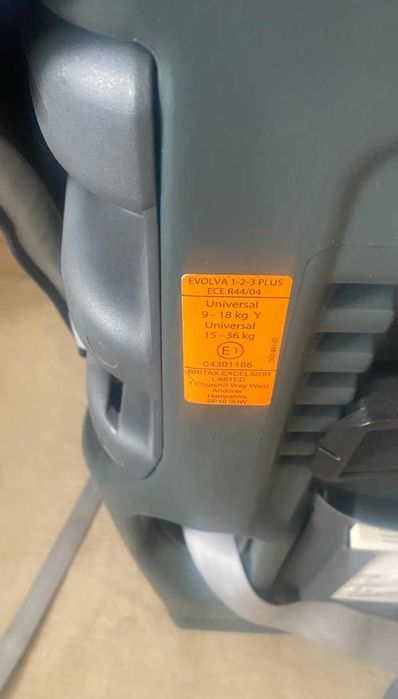 EVOLVA 1-2-3 PLUS
ECE R44/04
Universal
9 - 18 kg Y
Universal
15 - 36 kg
E 1
04301186
BRITAX EXCELSIOR
LIMITED
1 Churchill Way West
Andover
Hampshire
SP10 3UW